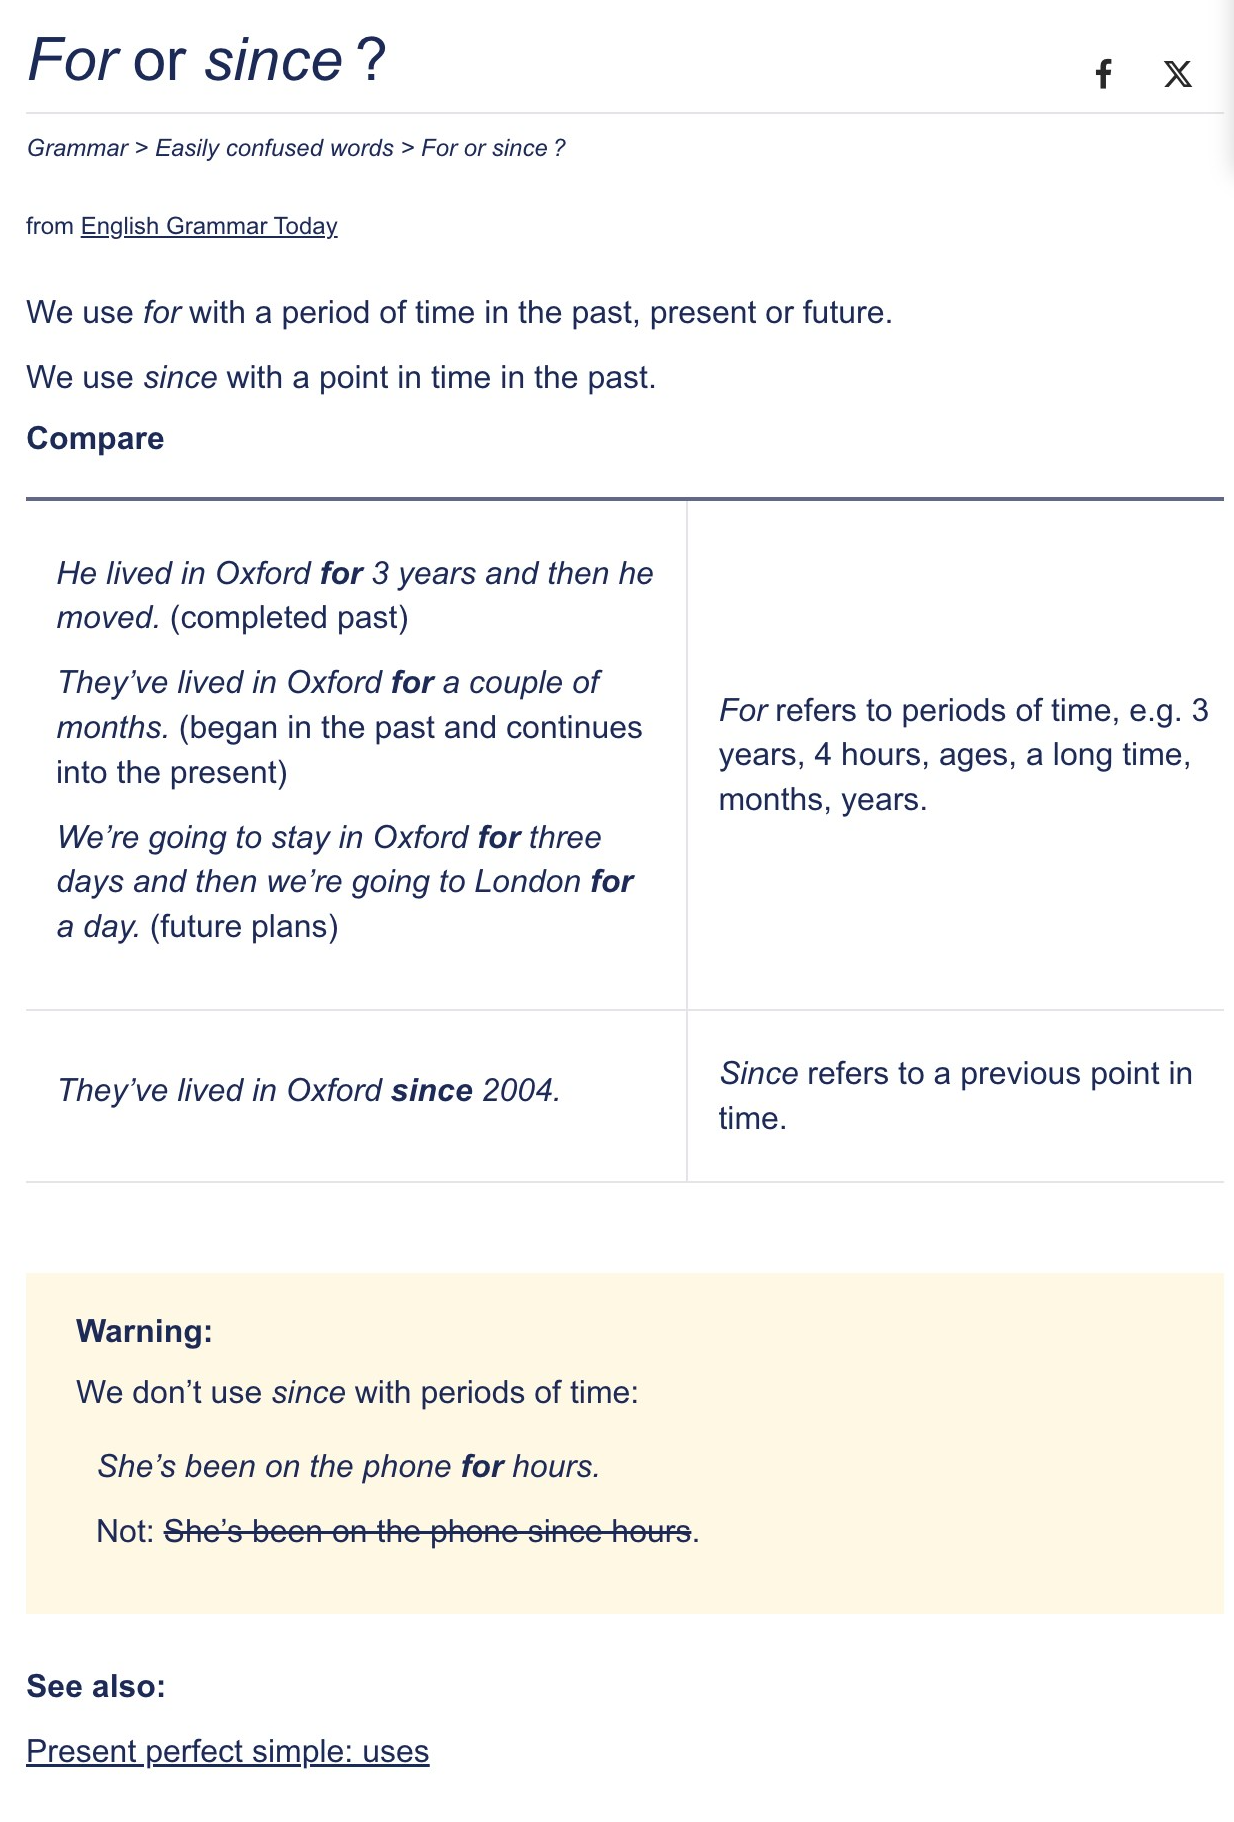 For or since ?
Grammar > Easily confused words > For or since ?
from English Grammar Today
We use for with a period of time in the past, present or future.
We use since with a point in time in the past.
Compare
He lived in Oxford for 3 years and then he
moved. (completed past)
They’ve lived in Oxford for a couple of
months. (began in the past and continues
into the present)
We’re going to stay in Oxford for three
days and then we’re going to London for
a day. (future plans)
For refers to periods of time, e.g. 3
years, 4 hours, ages, a long time,
months, years.
They’ve lived in Oxford since 2004.
Since refers to a previous point in
time.
Warning:
We don’t use since with periods of time:
She’s been on the phone for hours.
Not: She’s been on the phone since hours.
See also:
Present perfect simple: uses